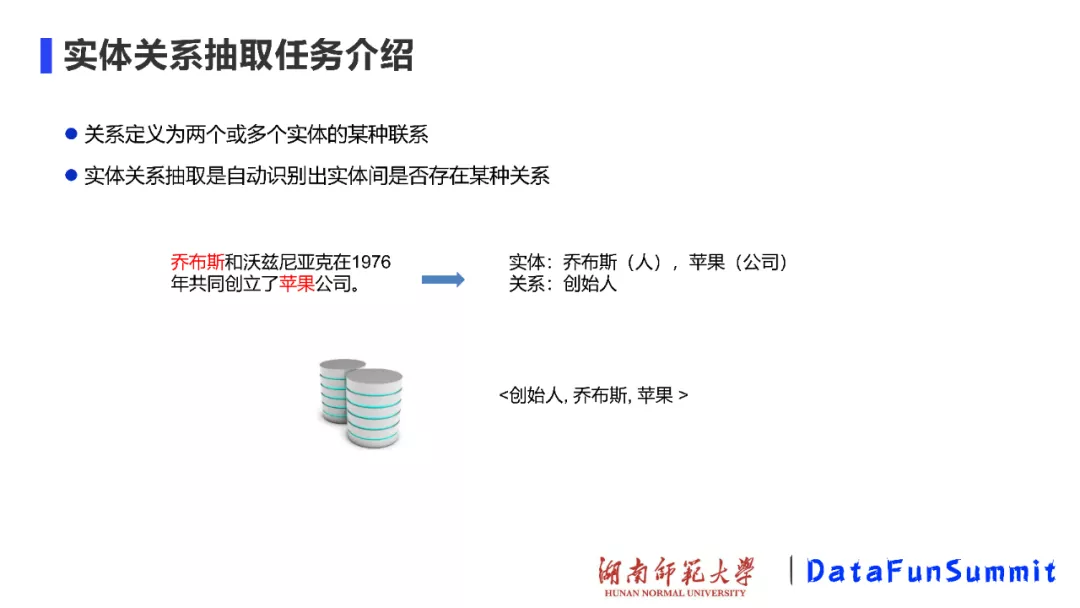 实体关系抽取任务介绍
关系定义为两个或多个实体的某种联系
实体关系抽取是自动识别出实体间是否存在某种关系
乔布斯和沃兹尼亚克在1976
年共同创立了苹果公司。
实体：乔布斯（人），苹果（公司）
关系：创始人
<创始人, 乔布斯, 苹果 >
湖南师范大学
HUNAN NORMAL UNIVERSITY
DataFunSummit